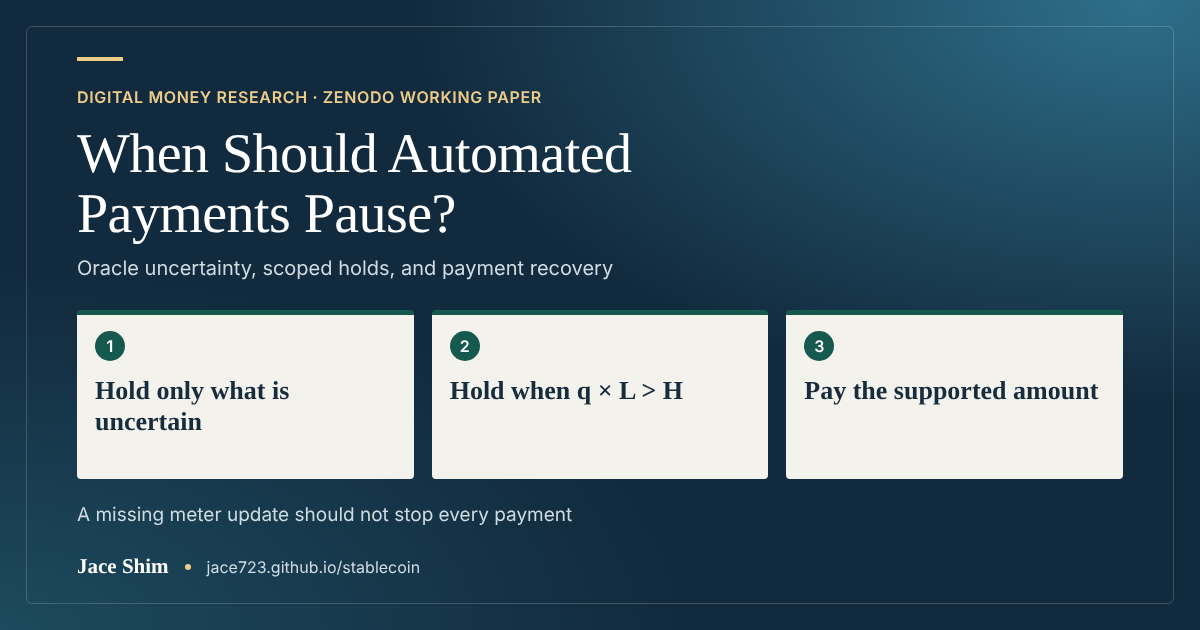 DIGITAL MONEY RESEARCH · ZENODO WORKING PAPER
When Should Automated
Payments Pause?
Oracle uncertainty, scoped holds, and payment recovery
1
Hold only what is
uncertain
2
Hold when q × L > H
3
Pay the supported amount
A missing meter update should not stop every payment
Jace Shim • jace723.github.io/stablecoin